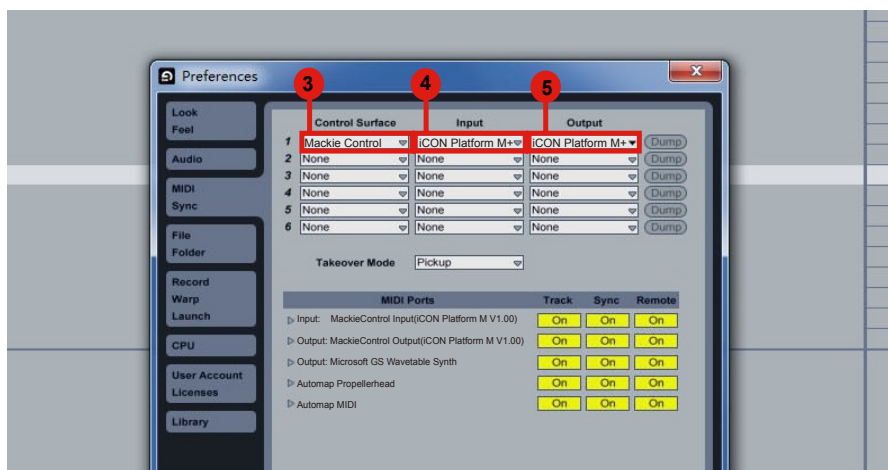 Preferences
3 4 5
Look
Feel
Audio
MIDI
Sync
File
Folder
Record
Warp
Launch
CPU
User Account
Licenses
Library
Control Surface Input Output
1 Mackie Control iCON Platform M+ iCON Platform M+ Dump
2 None None None Dump
3 None None None Dump
4 None None None Dump
5 None None None Dump
6 None None None Dump
Takeover Mode Pickup
MIDI Ports Track Sync Remote
Input: MackieControl Input(iCON Platform M V1.00) On On On
Output: MackieControl Output(iCON Platform M V1.00) On On On
Output: Microsoft GS Wavetable Synth On On On
Automap Propellerhead On On On
Automap MIDI On On On